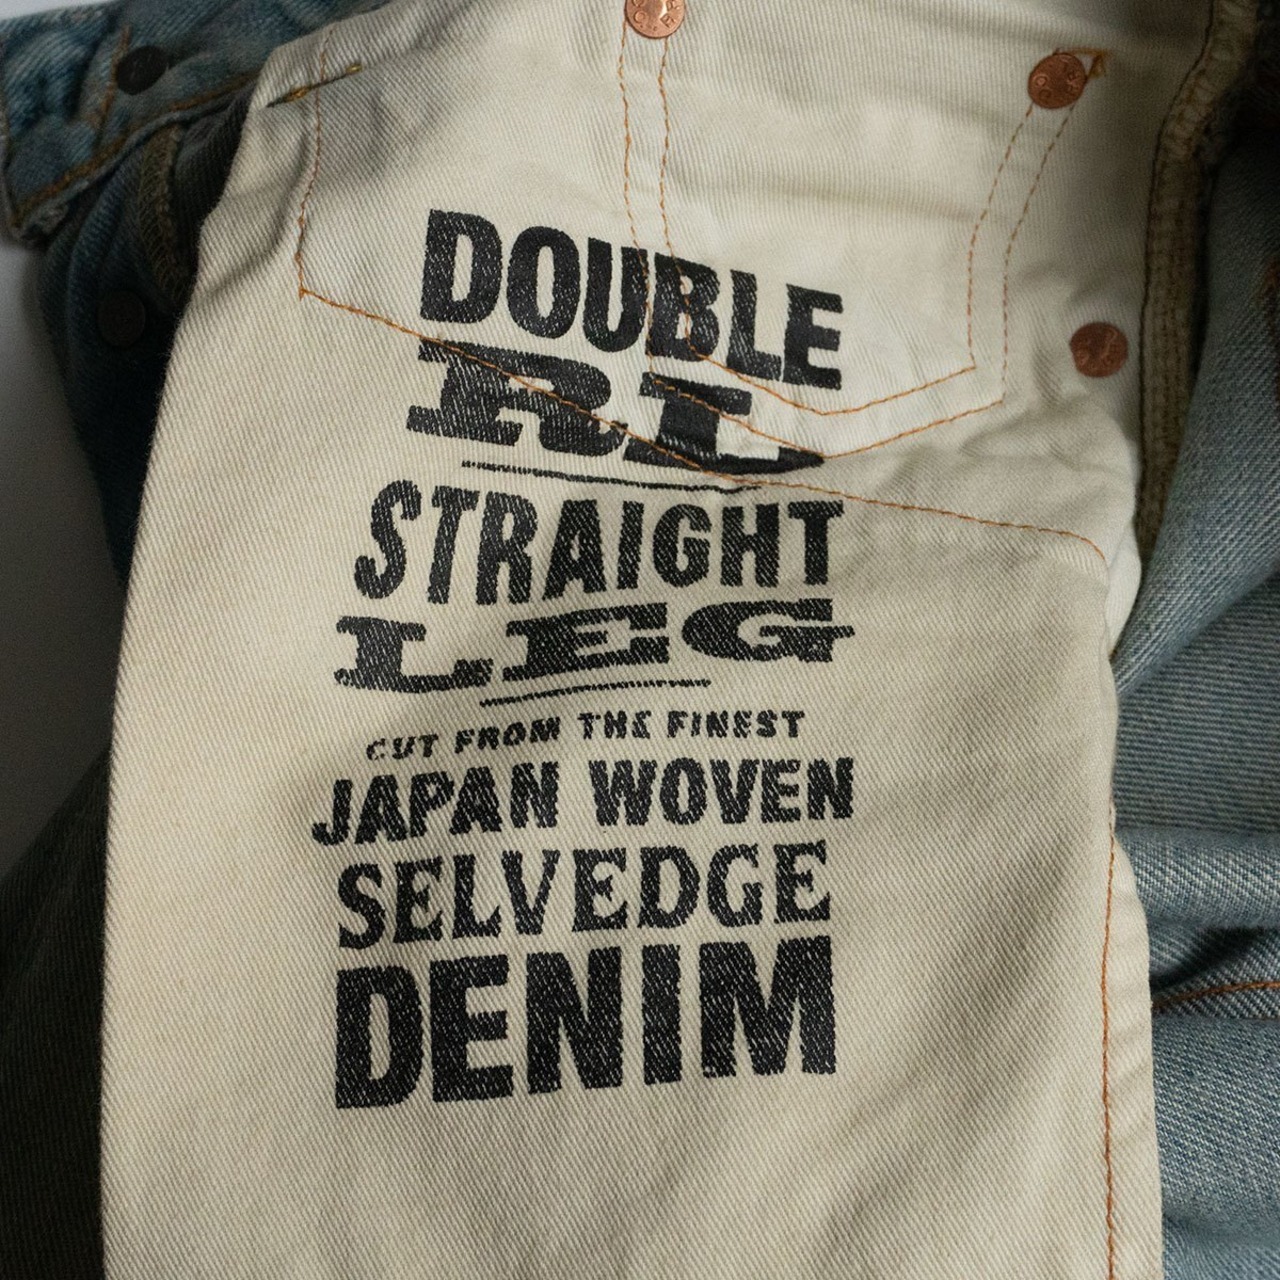 DOUBLE
RL
STRAIGHT
LEG
CUT FROM THE FINEST
JAPAN WOVEN
SELVEDGE
DENIM